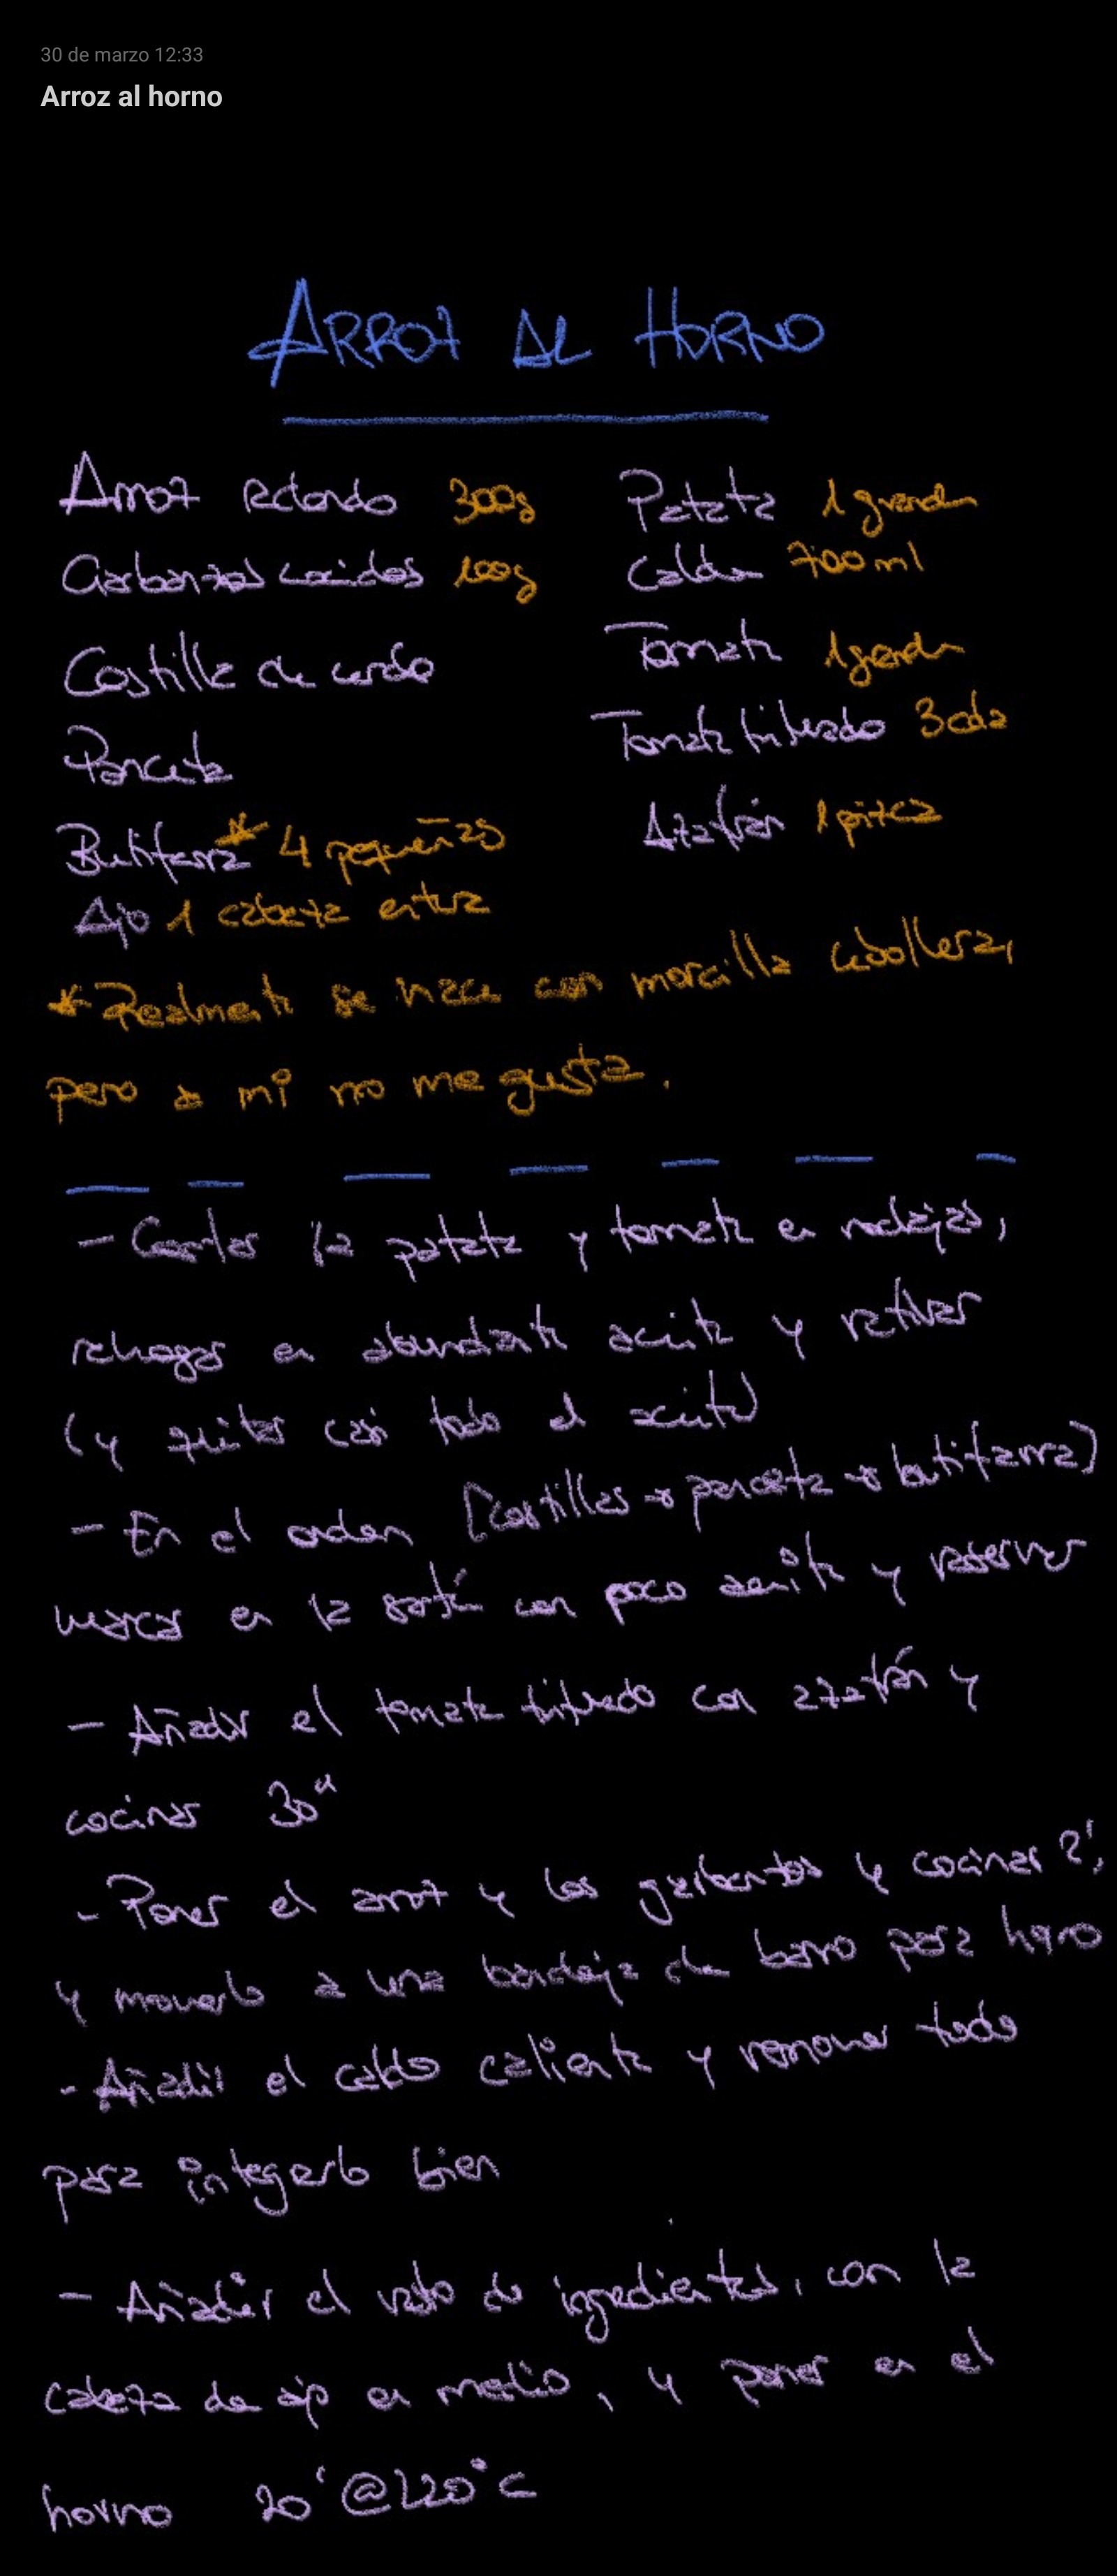 30 de marzo 12:33
Arroz al horno
ARROZ AL HORNO
Arroz Redondo 300g
Garbanzos cocidos 100g
Costilla de cerdo
Panceta
Butifarra* 4 pequeñas
Ajo 1 cabeza entera
Patata 1 grande
Caldo 700ml
Tomate 1 grande
Tomate triturado 3cda
Azafrán 1 pizca
*Realmente se hace con morcilla cebollera,
pero a mi no me gusta.
- Cortar la patata y tomate en rodajas,
rehogar en abundante aceite y retirar
(y quitar casi todo el aceite)
- En el orden [costillas → panceta → butifarra)
marcar en la sartén con poco aceite y reservar
- Añadir el tomate triturado con azafrán y
cocinar 30"
- Poner el arroz y los garbanzos y cocinar 2',
y moverlo a una bandeja de barro para horno
- Añadir el caldo caliente y remover todo
para integrarlo bien
- Añadir el resto de ingredientes, con la
cabeza de ajo en medio, y poner en el
horno 20' @220°C